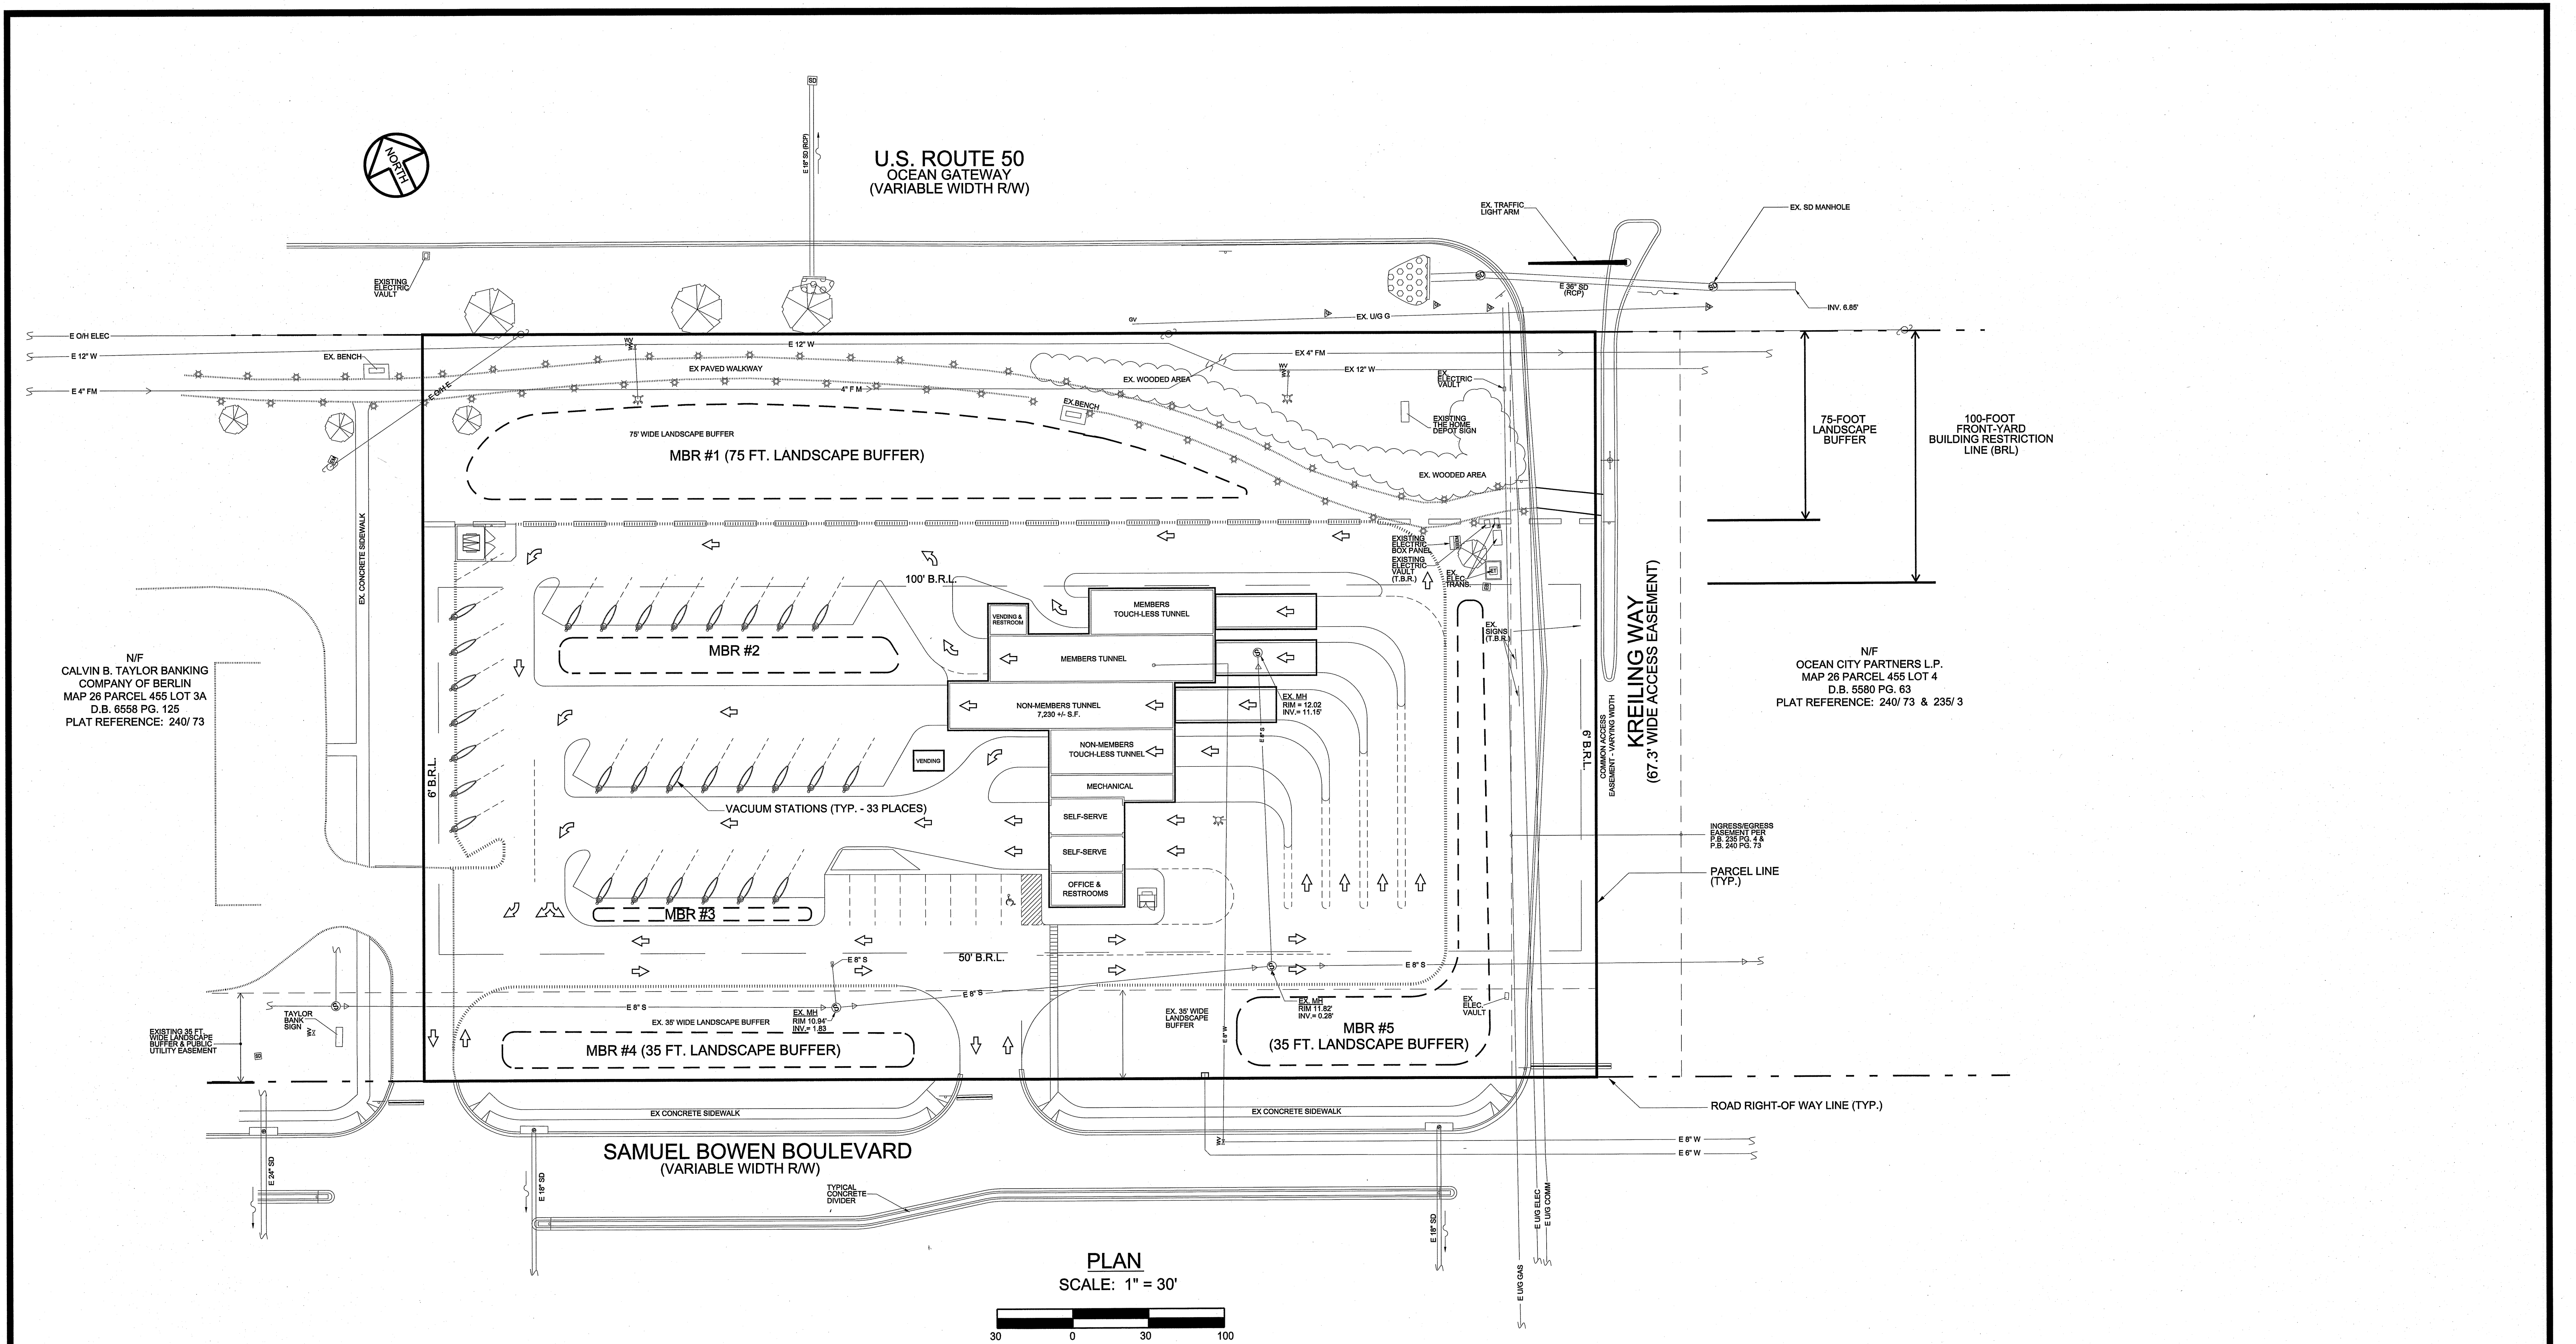 SD
E 18" SD (RCP)
NORTH
U.S. ROUTE 50
OCEAN GATEWAY
(VARIABLE WIDTH R/W)
EX. TRAFFIC
LIGHT ARM
EX. SD MANHOLE
EXISTING
ELECTRIC
VAULT
SD
E 36" SD
(RCP)
SD
INV. 6.85'
GV
EX. U/G G
E O/H ELEC
E 12" W
E 4" FM
EX. BENCH
E O/H E
WV
E 12" W
EX PAVED WALKWAY
4" F M
EX. WOODED AREA
EX 4" FM
WV
EX 12" W
EX.
ELECTRIC
VAULT
EX.BENCH
EXISTING
THE HOME
DEPOT SIGN
EX. WOODED AREA
75-FOOT
LANDSCAPE
BUFFER
100-FOOT
FRONT-YARD
BUILDING RESTRICTION
LINE (BRL)
75' WIDE LANDSCAPE BUFFER
MBR #1 (75 FT. LANDSCAPE BUFFER)
EX. CONCRETE SIDEWALK
EXISTING
ELECTRIC
BOX PANEL
EXISTING
ELECTRIC
VAULT
(T.B.R.)
EX.
ELEC.
TRANS.
100' B.R.L.
MEMBERS
TOUCH-LESS TUNNEL
VENDING &
RESTROOM
MBR #2
MEMBERS TUNNEL
EX.
SIGNS
(T.B.R.)
KREILING WAY
(67.3' WIDE ACCESS EASEMENT)
N/F
CALVIN B. TAYLOR BANKING
COMPANY OF BERLIN
MAP 26 PARCEL 455 LOT 3A
D.B. 6558 PG. 125
PLAT REFERENCE: 240/ 73
N/F
OCEAN CITY PARTNERS L.P.
MAP 26 PARCEL 455 LOT 4
D.B. 5580 PG. 63
PLAT REFERENCE: 240/ 73 & 235/ 3
NON-MEMBERS TUNNEL
7,230 +/- S.F.
EX. MH
RIM = 12.02
INV.= 11.15'
E 8" S
6' B.R.L.
NON-MEMBERS
TOUCH-LESS TUNNEL
VENDING
MECHANICAL
6' B.R.L.
COMMON ACCESS
EASEMENT - VARYING WIDTH
VACUUM STATIONS (TYP. - 33 PLACES)
SELF-SERVE
SELF-SERVE
OFFICE &
RESTROOMS
INGRESS/EGRESS
EASEMENT PER
P.B. 235 PG. 4 &
P.B. 240 PG. 73
PARCEL LINE
(TYP.)
MBR #3
50' B.R.L.
E 8" S
E 8" S
E 8" S
E 8" S
EXISTING 35 FT.
WIDE LANDSCAPE
BUFFER & PUBLIC
UTILITY EASEMENT
TAYLOR
BANK
SIGN
WV
SD
EX. 35' WIDE LANDSCAPE BUFFER
EX. MH
RIM 10.94'
INV.= 1.83
MBR #4 (35 FT. LANDSCAPE BUFFER)
EX. 35' WIDE
LANDSCAPE
BUFFER
E 8" W
EX. MH
RIM 11.82'
INV.= 0.28'
MBR #5
(35 FT. LANDSCAPE BUFFER)
EX
ELEC.
VAULT
ROAD RIGHT-OF WAY LINE (TYP.)
EX CONCRETE SIDEWALK
EX CONCRETE SIDEWALK
SAMUEL BOWEN BOULEVARD
(VARIABLE WIDTH R/W)
WV
E 8" W
E 6" W
E 24" SD
E 18" SD
TYPICAL
CONCRETE
DIVIDER
E 18" SD
E U/G GAS
E U/G ELEC
E U/G COMM
PLAN
SCALE: 1" = 30'
30 0 30 100